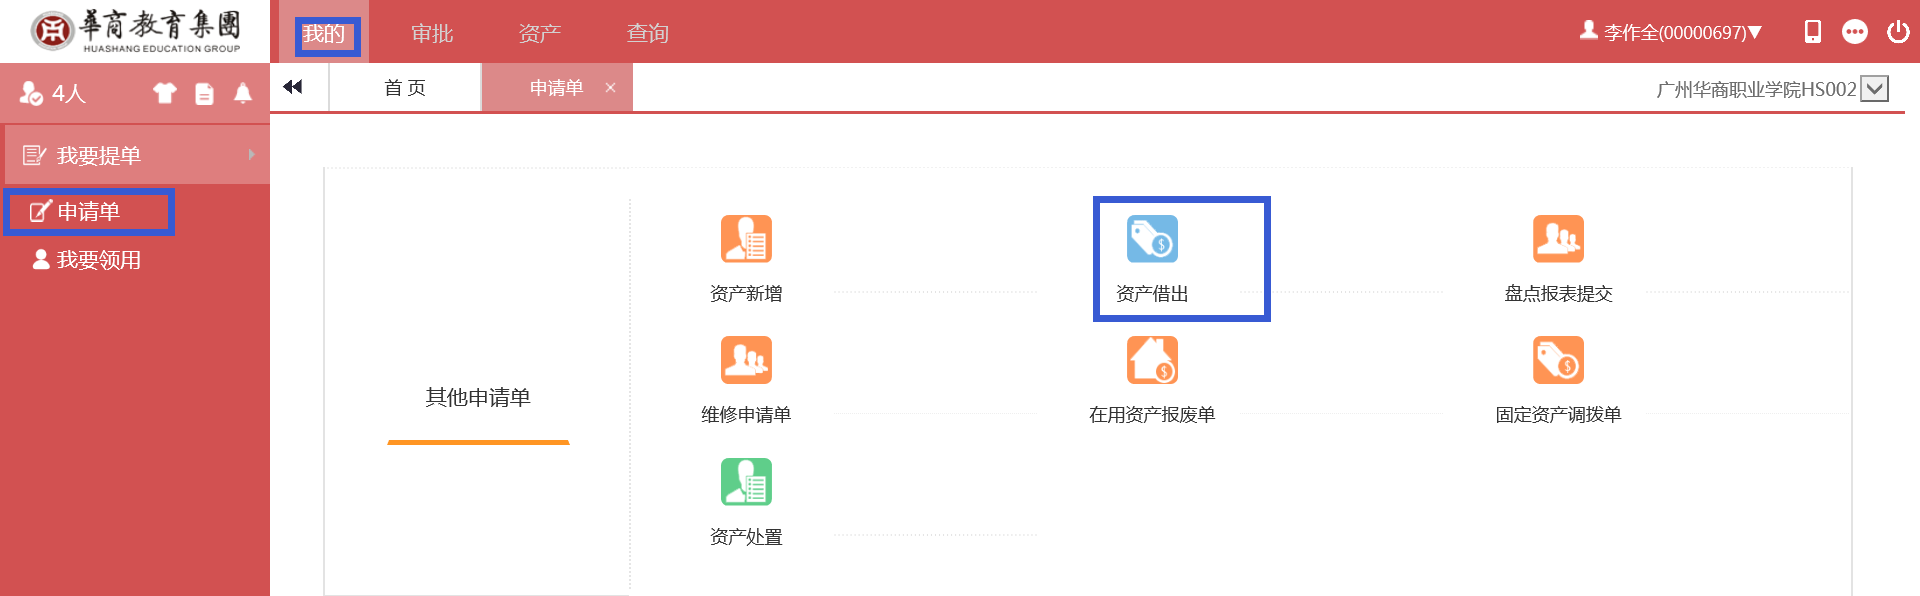 華商教育集團
HUASHANG EDUCATION GROUP
我的 审批 资产 查询
李作全(00000697)▼
4人
首 页 申请单 ×
广州华商职业学院HS002
我要提单
申请单
我要领用
其他申请单
资产新增 资产借出 盘点报表提交
维修申请单 在用资产报废单 固定资产调拨单
资产处置